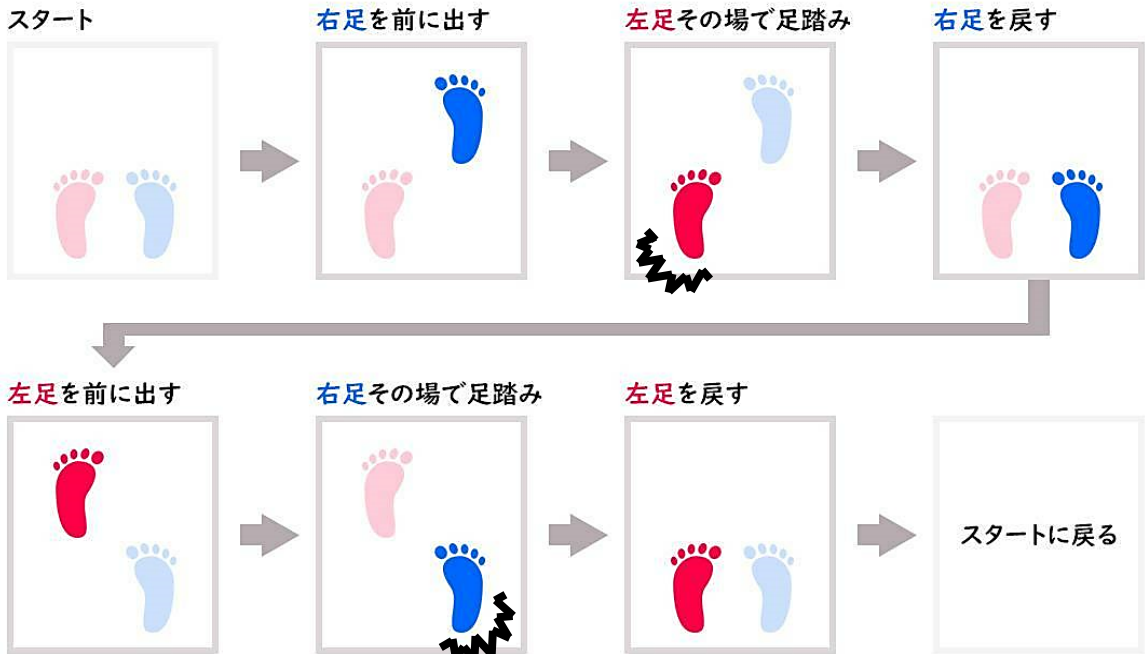 スタート
右足を前に出す
左足その場で足踏み
右足を戻す
左足を前に出す
右足その場で足踏み
左足を戻す
スタートに戻る